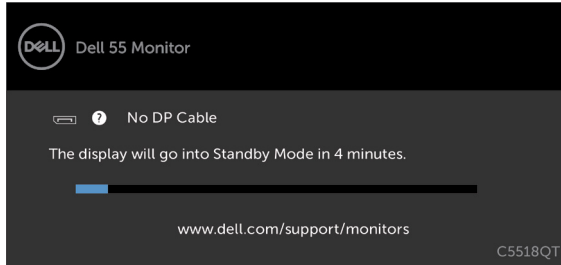 DELL
Dell 55 Monitor
? No DP Cable
The display will go into Standby Mode in 4 minutes.
www.dell.com/support/monitors
C5518QT